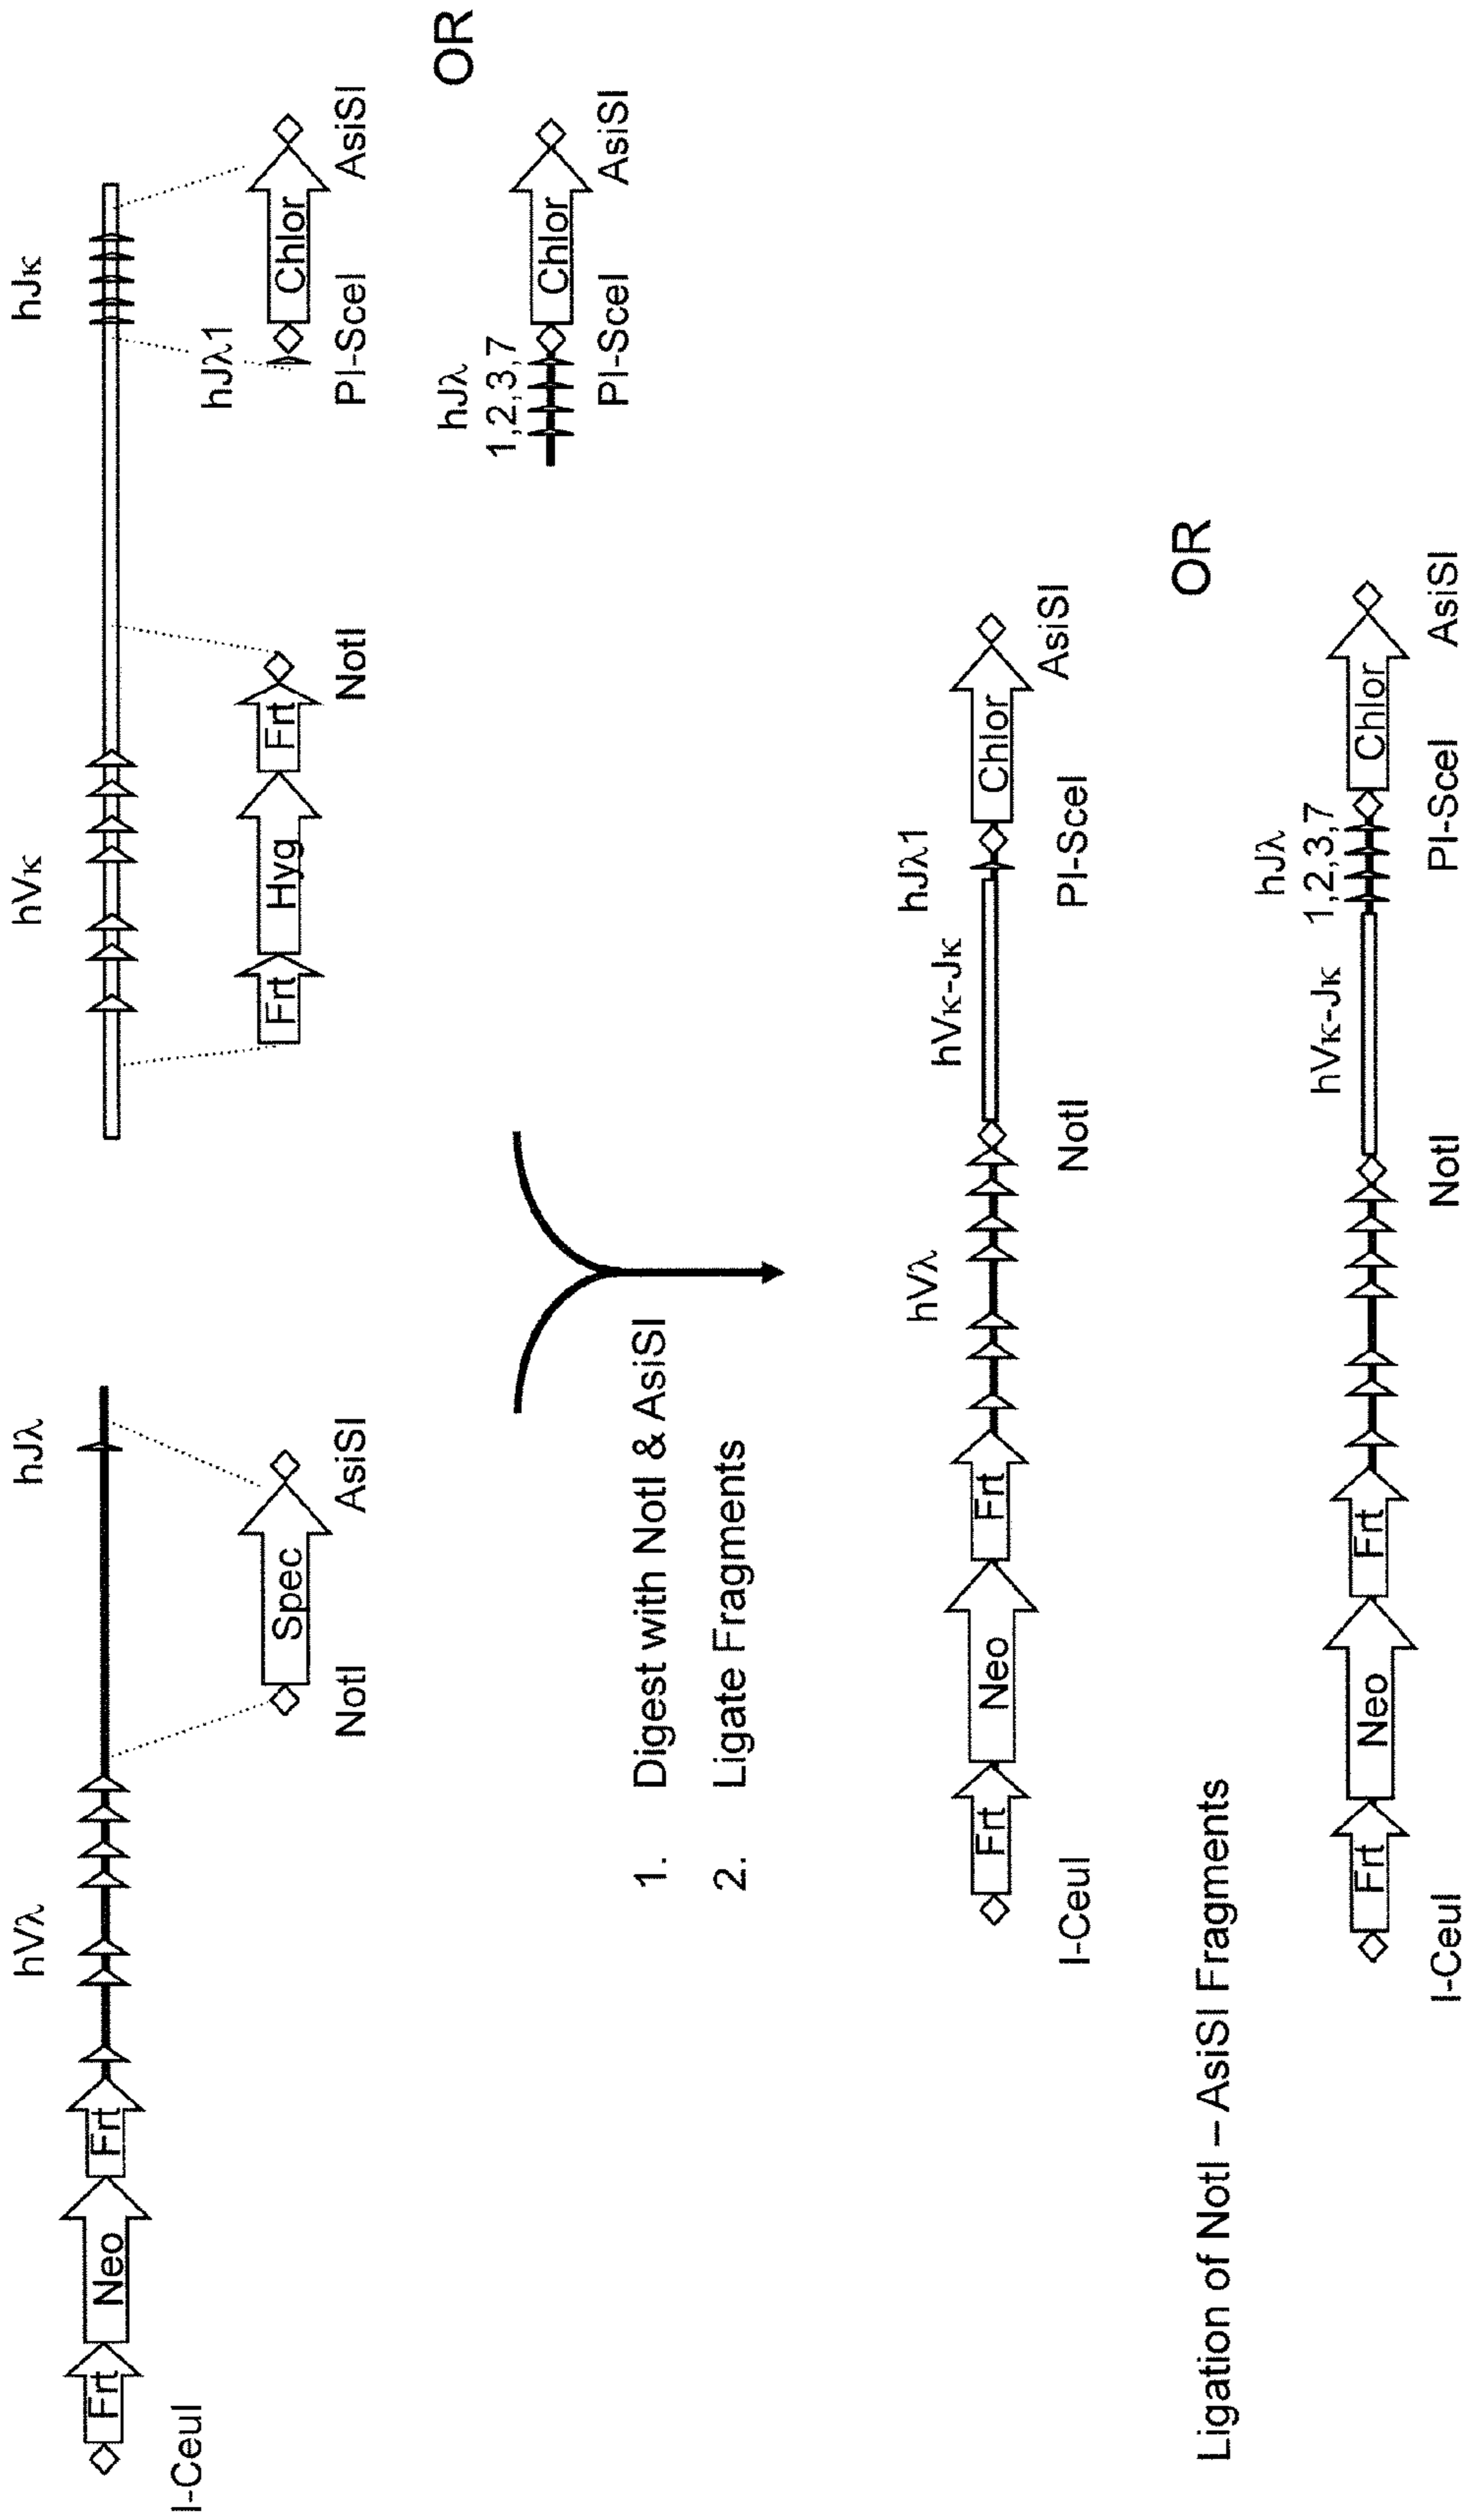 hVλ
hJλ
Frt
Neo
Frt
I-CeuI
Spec
NotI
AsiSI
hVκ
hJκ
Frt
Hyg
Frt
NotI
hJλ1
Chlor
PI-SceI
AsiSI
OR
hJλ
1,2,3,7
Chlor
PI-SceI
AsiSI
1. Digest with NotI & AsiSI
2. Ligate Fragments
hVλ
hVκ-Jκ
hJλ1
Frt
Neo
Frt
Chlor
I-CeuI
NotI
PI-SceI
AsiSI
Ligation of NotI – AsiSI Fragments
OR
hVκ-Jκ
hJλ
1,2,3,7
Frt
Neo
Frt
Chlor
I-CeuI
NotI
PI-SceI
AsiSI